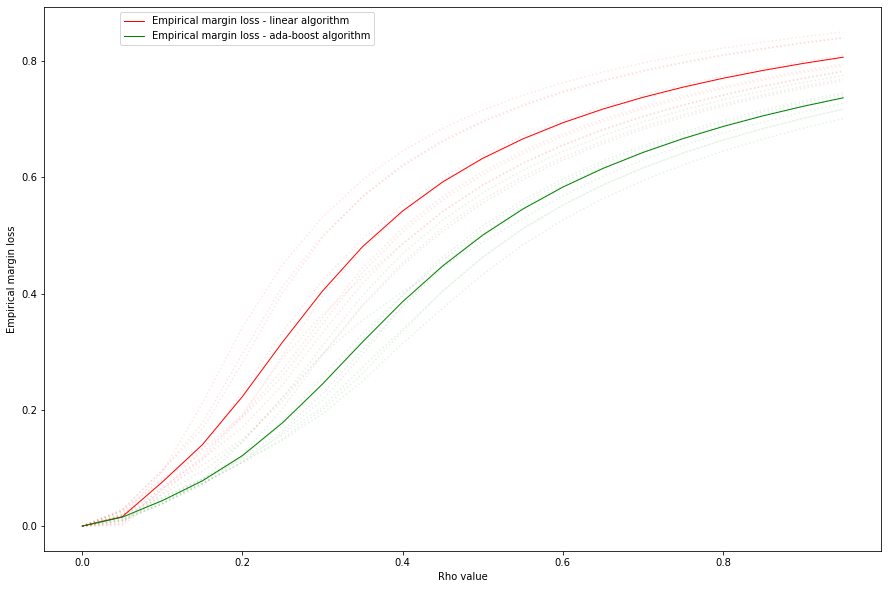 Empirical margin loss - linear algorithm
Empirical margin loss - ada-boost algorithm
0.8
0.6
0.4
0.2
0.0
Empirical margin loss
0.0 0.2 0.4 0.6 0.8
Rho value